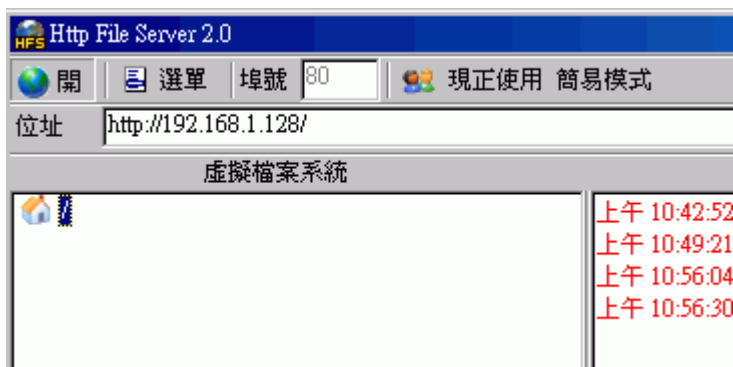 HFS Http File Server 2.0
開 選單 埠號 80 現正使用 簡易模式
位址 http://192.168.1.128/
虛擬檔案系統
/
上午 10:42:52
上午 10:49:21
上午 10:56:04
上午 10:56:30